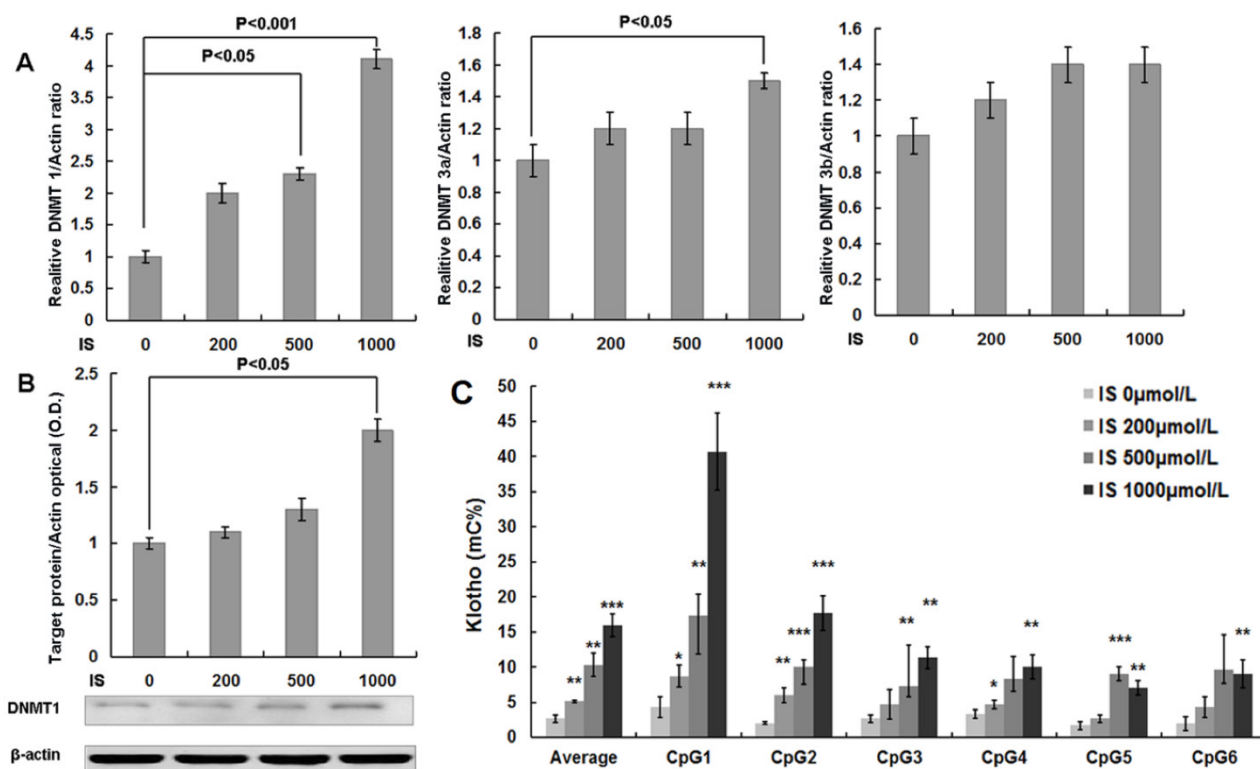 A
P<0.001
P<0.05
Realitive DNMT 1/Actin ratio
4.5
4
3.5
3
2.5
2
1.5
1
0.5
0
IS 0 200 500 1000
P<0.05
Realitive DNMT 3a/Actin ratio
1.8
1.6
1.4
1.2
1
0.8
0.6
0.4
0.2
0
IS 0 200 500 1000
Realitive DNMT 3b/Actin ratio
1.6
1.4
1.2
1
0.8
0.6
0.4
0.2
0
IS 0 200 500 1000
B
P<0.05
Target protein/Actin optical (O.D.)
2.5
2
1.5
1
0.5
0
IS 0 200 500 1000
DNMT1
β-actin
C
Klotho (mC%)
50
45
40
35
30
25
20
15
10
5
0
IS 0μmol/L
IS 200μmol/L
IS 500μmol/L
IS 1000μmol/L
** ** ***
* ** ***
** *** ***
** **
* **
*** **
**
Average CpG1 CpG2 CpG3 CpG4 CpG5 CpG6